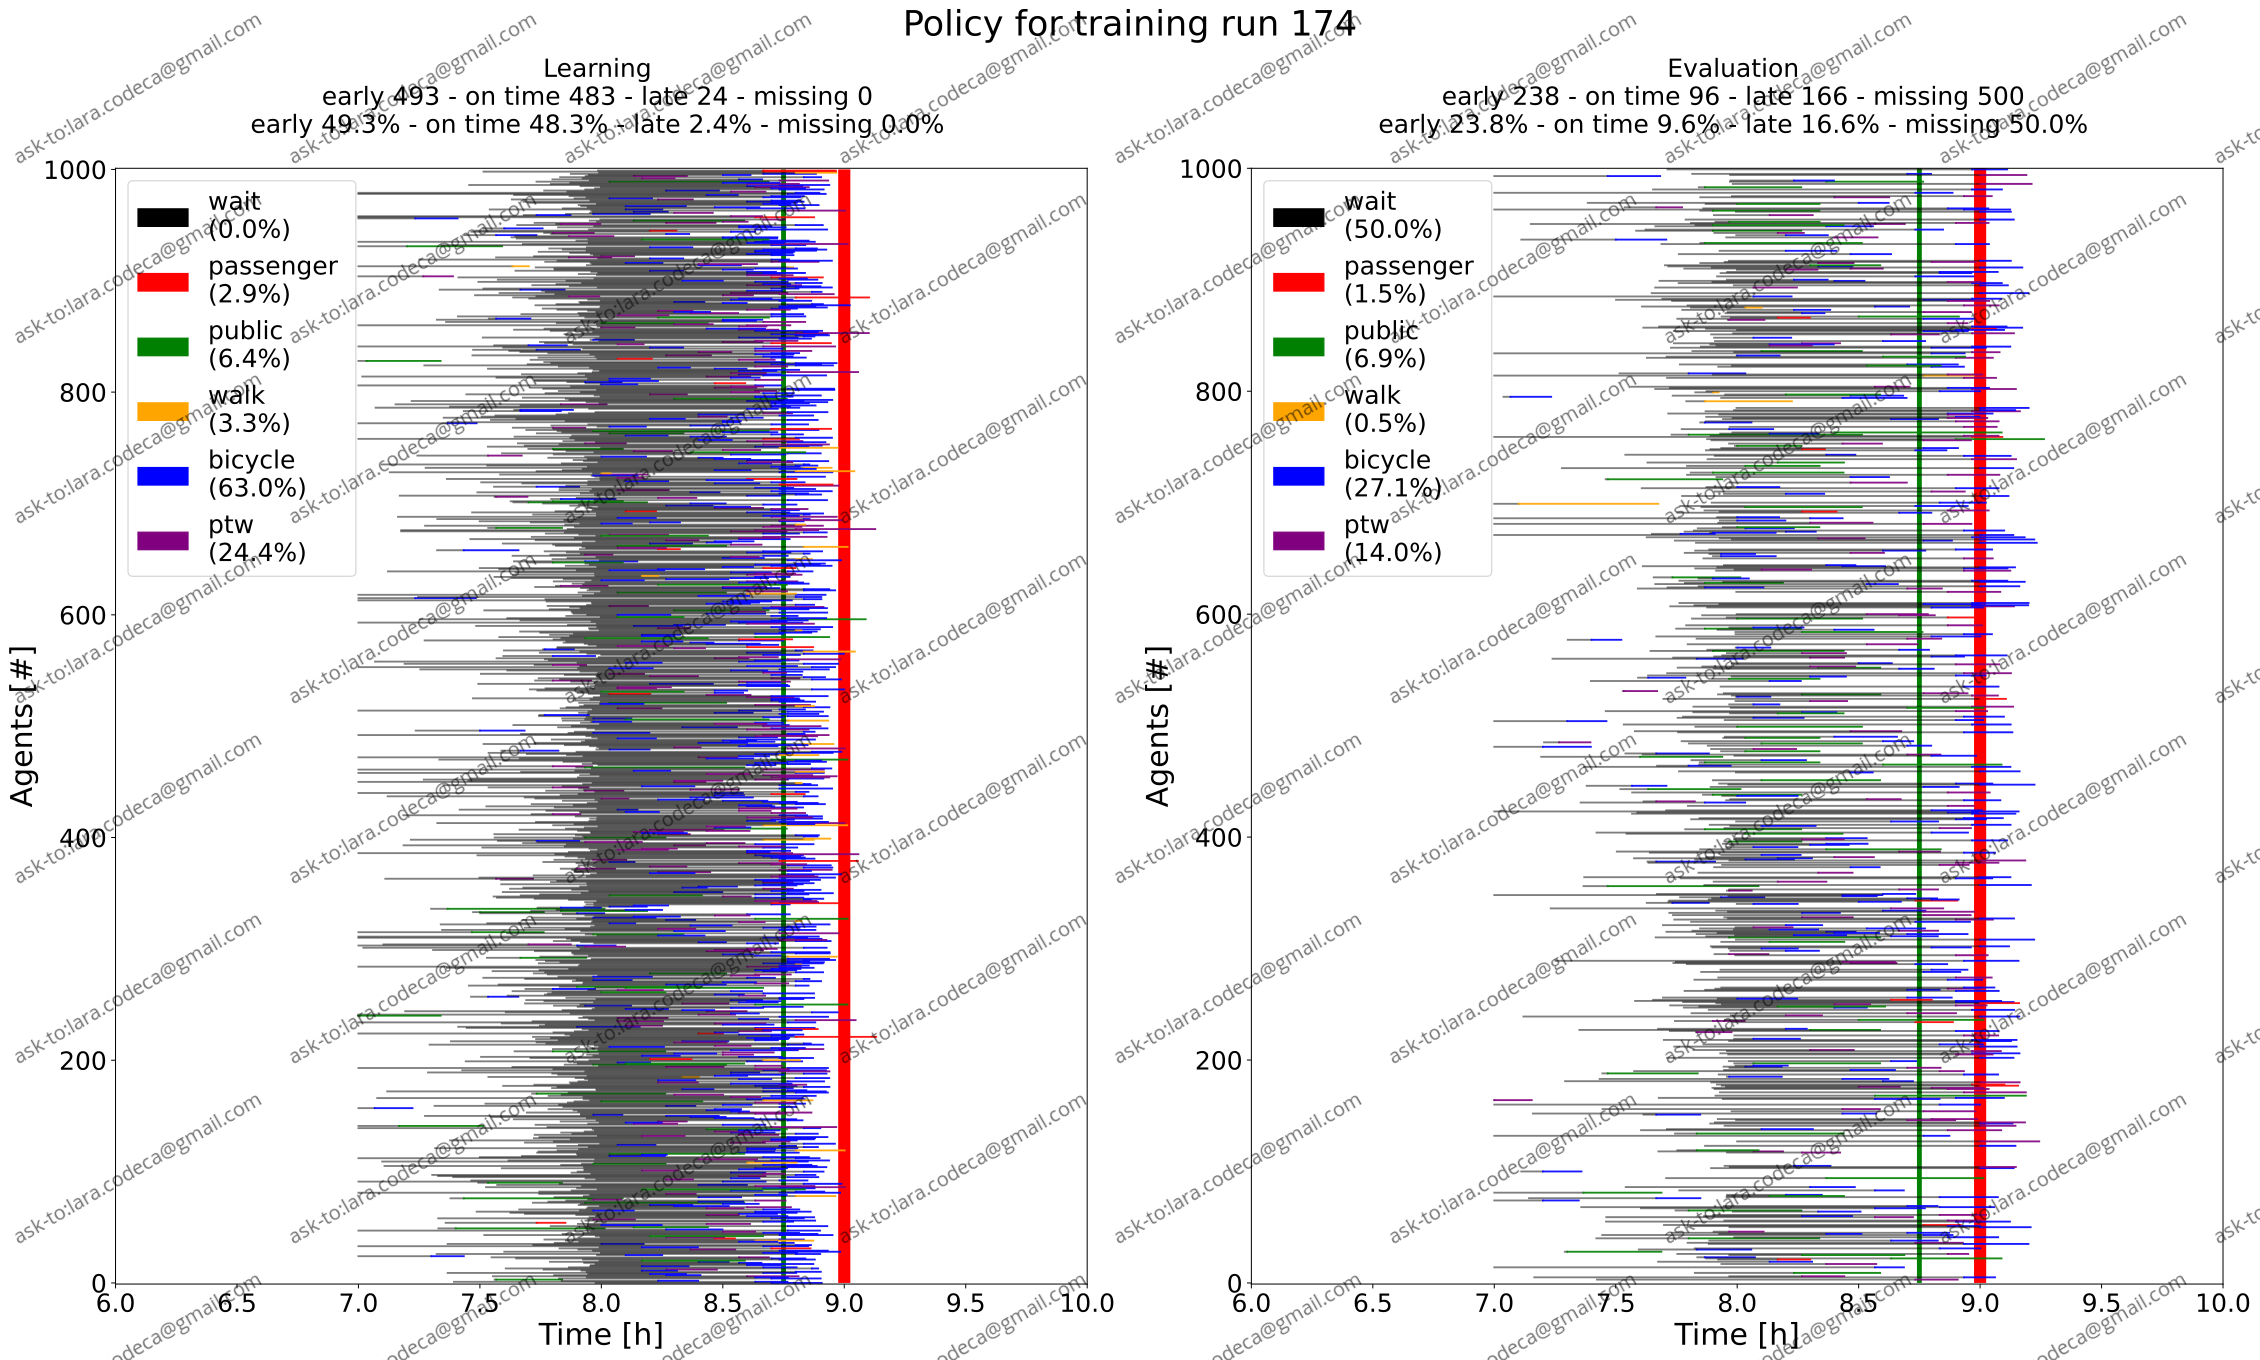 Policy for training run 174
Learning
early 493 - on time 483 - late 24 - missing 0
early 49.3% - on time 48.3% - late 2.4% - missing 0.0%
1000
800
600
400
200
0
Agents [#]
wait
(0.0%)
passenger
(2.9%)
public
(6.4%)
walk
(3.3%)
bicycle
(63.0%)
ptw
(24.4%)
6.0 6.5 7.0 7.5 8.0 8.5 9.0 9.5 10.0
Time [h]
Evaluation
early 238 - on time 96 - late 166 - missing 500
early 23.8% - on time 9.6% - late 16.6% - missing 50.0%
1000
800
600
400
200
0
Agents [#]
wait
(50.0%)
passenger
(1.5%)
public
(6.9%)
walk
(0.5%)
bicycle
(27.1%)
ptw
(14.0%)
6.0 6.5 7.0 7.5 8.0 8.5 9.0 9.5 10.0
Time [h]
ask-to:lara.codeca@gmail.com